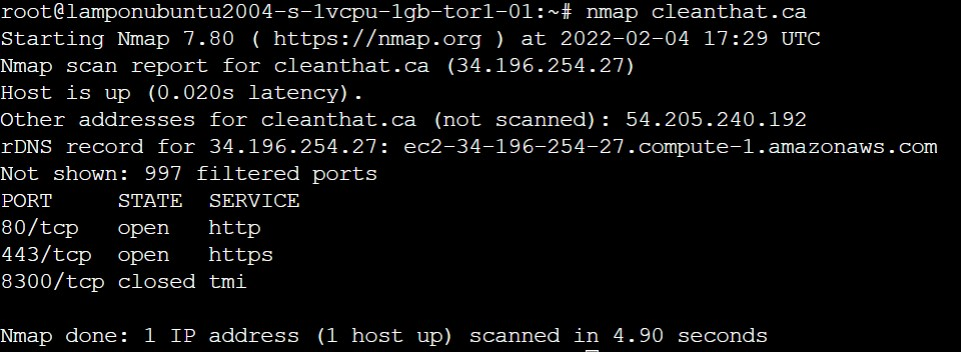 root@lamponubuntu2004-s-1vcpu-1gb-tor1-01:~# nmap cleanthat.ca
Starting Nmap 7.80 ( https://nmap.org ) at 2022-02-04 17:29 UTC
Nmap scan report for cleanthat.ca (34.196.254.27)
Host is up (0.020s latency).
Other addresses for cleanthat.ca (not scanned): 54.205.240.192
rDNS record for 34.196.254.27: ec2-34-196-254-27.compute-1.amazonaws.com
Not shown: 997 filtered ports
PORT     STATE  SERVICE
80/tcp   open   http
443/tcp  open   https
8300/tcp closed tmi
Nmap done: 1 IP address (1 host up) scanned in 4.90 seconds